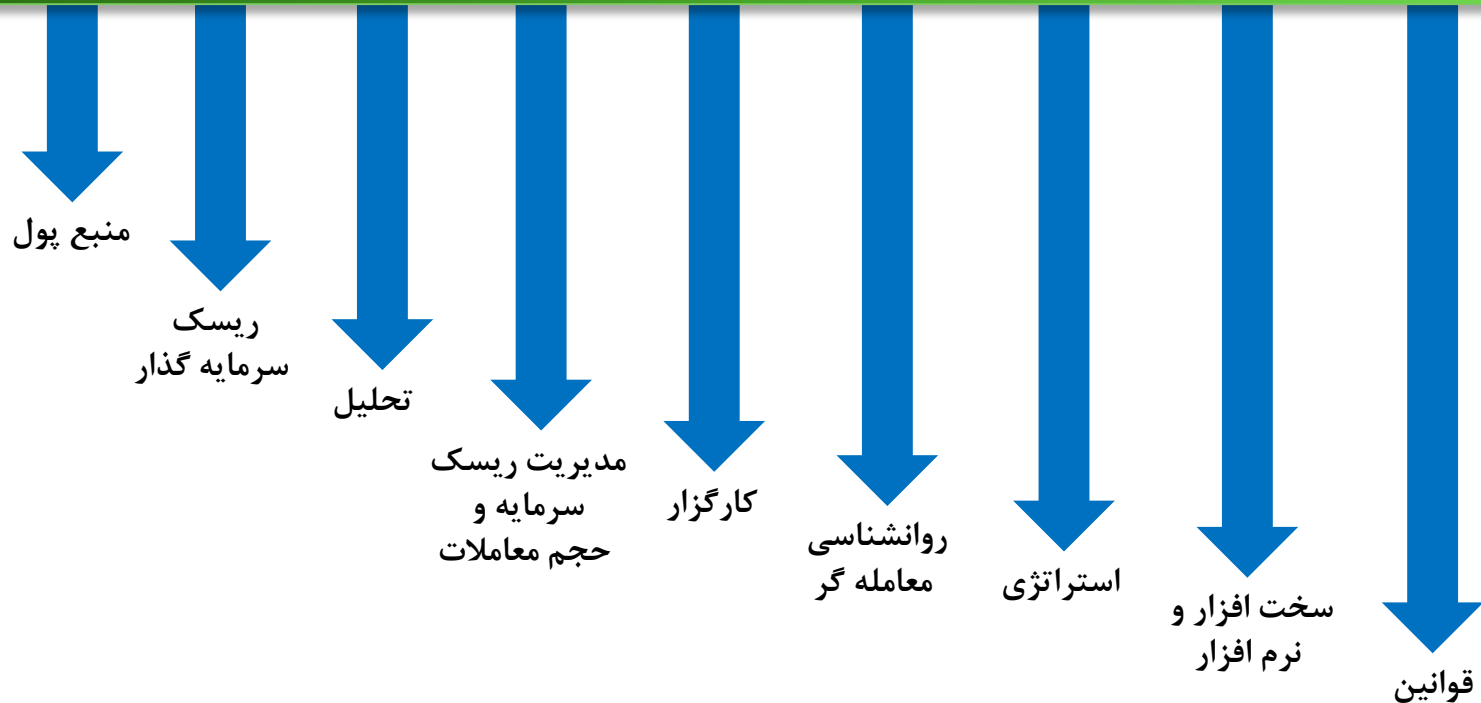 منبع پول
ریسک
سرمایه گذار
تحلیل
مدیریت ریسک
سرمایه و
حجم معاملات
کارگزار
روانشناسی
معامله گر
استراتژی
سخت افزار و
نرم افزار
قوانین